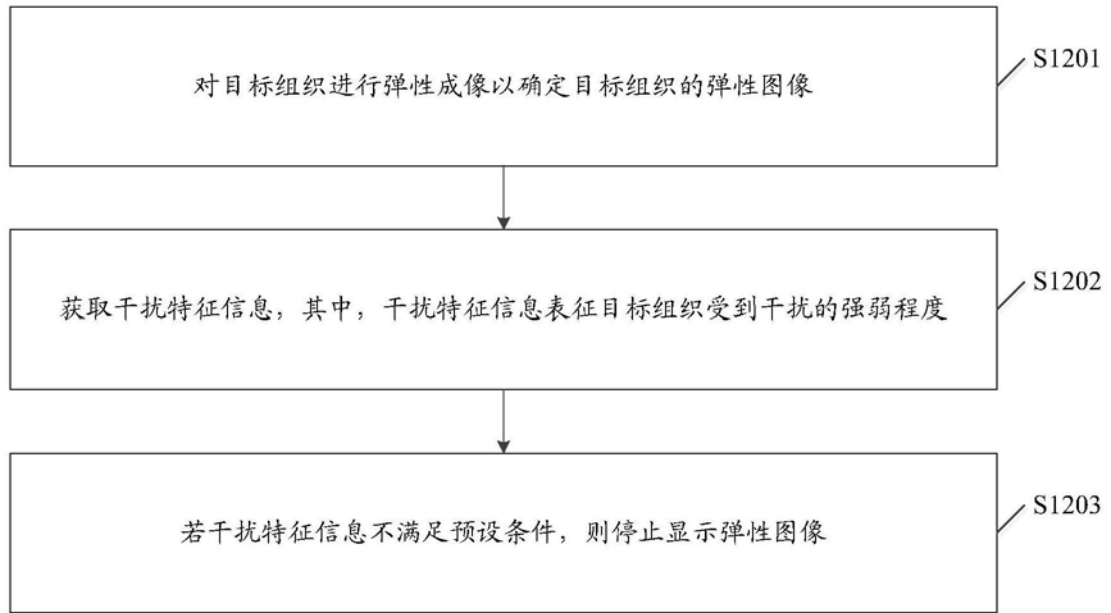 对目标组织进行弹性成像以确定目标组织的弹性图像
S1201
获取干扰特征信息，其中，干扰特征信息表征目标组织受到干扰的强弱程度
S1202
若干扰特征信息不满足预设条件，则停止显示弹性图像
S1203